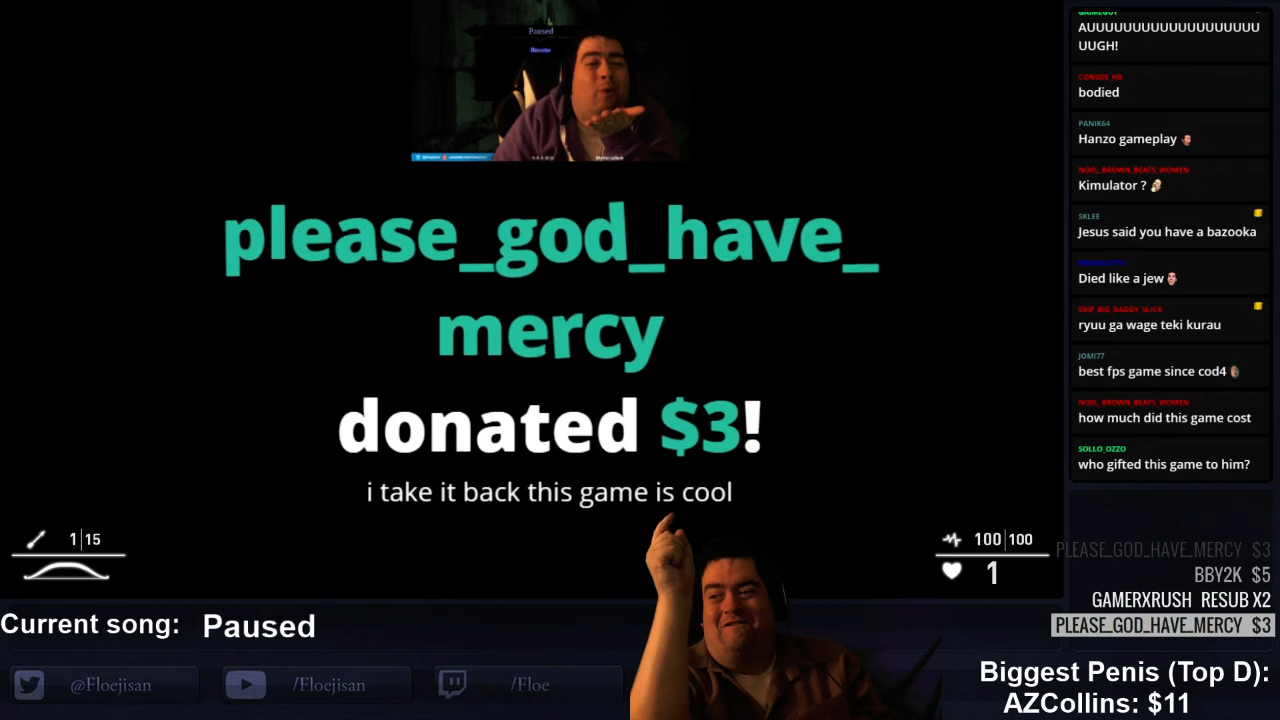 Paused
please_god_have_
mercy
donated $3!
i take it back this game is cool
1|15
100|100
1
Current song: Paused
@Floejisan
/Floejisan
/Floe
AUUUUUUUUUUUUUUUUUU
UUGH!
CONGRE_HB
bodied
PANIK64
Hanzo gameplay
NOEL_BROWN_BEATS_WOMEN
Kimulator ?
SKLEE
Jesus said you have a bazooka
Died like a jew
SMP_BIG_DADDY_SLICK
ryuu ga wage teki kurau
JOMI77
best fps game since cod4
NOEL_BROWN_BEATS_WOMEN
how much did this game cost
SOLLO_OZZO
who gifted this game to him?
PLEASE_GOD_HAVE_MERCY $3
BBY2K $5
GAMERXRUSH RESUB X2
PLEASE_GOD_HAVE_MERCY $3
Biggest Penis (Top D):
AZCollins: $11